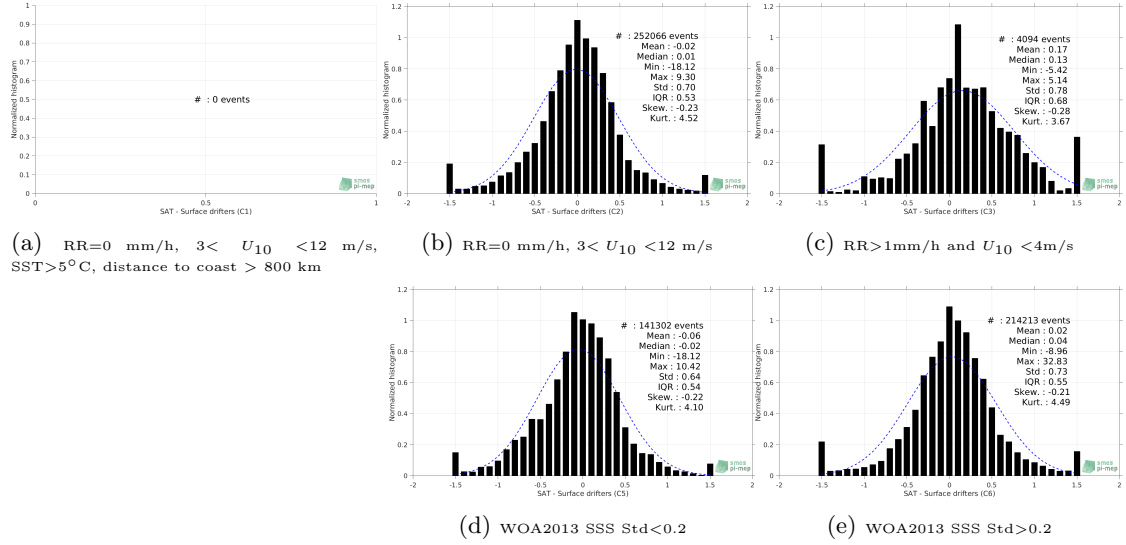 1
0.9
0.8
0.7
0.6
0.5
0.4
0.3
0.2
0.1
0
0
0.5
1
Normalized histogram
SAT - Surface drifters (C1)
# : 0 events
smos
pi-mep
(a) RR=0 mm/h, 3< U10 <12 m/s,
SST>5°C, distance to coast > 800 km
1.2
1
0.8
0.6
0.4
0.2
0
-2
-1.5
-1
-0.5
0
0.5
1
1.5
2
Normalized histogram
SAT - Surface drifters (C2)
# : 252066 events
Mean : -0.02
Median : 0.01
Min : -18.12
Max : 9.30
Std : 0.70
IQR : 0.53
Skew. : -0.23
Kurt. : 4.52
smos
pi-mep
(b) RR=0 mm/h, 3< U10 <12 m/s
1.2
1
0.8
0.6
0.4
0.2
0
-2
-1.5
-1
-0.5
0
0.5
1
1.5
2
Normalized histogram
SAT - Surface drifters (C3)
# : 4094 events
Mean : 0.17
Median : 0.13
Min : -5.42
Max : 5.14
Std : 0.78
IQR : 0.68
Skew. : -0.28
Kurt. : 3.67
smos
pi-mep
(c) RR>1mm/h and U10 <4m/s
1.2
1
0.8
0.6
0.4
0.2
0
-2
-1.5
-1
-0.5
0
0.5
1
1.5
2
Normalized histogram
SAT - Surface drifters (C5)
# : 141302 events
Mean : -0.06
Median : -0.02
Min : -18.12
Max : 10.42
Std : 0.64
IQR : 0.54
Skew. : -0.22
Kurt. : 4.10
smos
pi-mep
(d) WOA2013 SSS Std<0.2
1.2
1
0.8
0.6
0.4
0.2
0
-2
-1.5
-1
-0.5
0
0.5
1
1.5
2
Normalized histogram
SAT - Surface drifters (C6)
# : 214213 events
Mean : 0.02
Median : 0.04
Min : -8.96
Max : 32.83
Std : 0.73
IQR : 0.55
Skew. : -0.21
Kurt. : 4.49
smos
pi-mep
(e) WOA2013 SSS Std>0.2